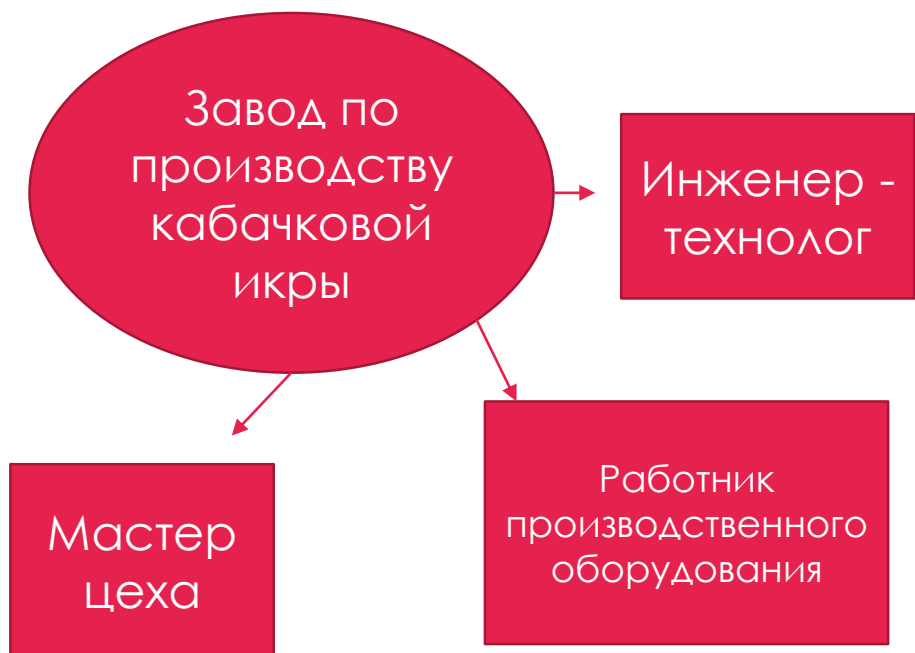 Завод по
производству
кабачковой
икры
Инженер -
технолог
Мастер
цеха
Работник
производственного
оборудования